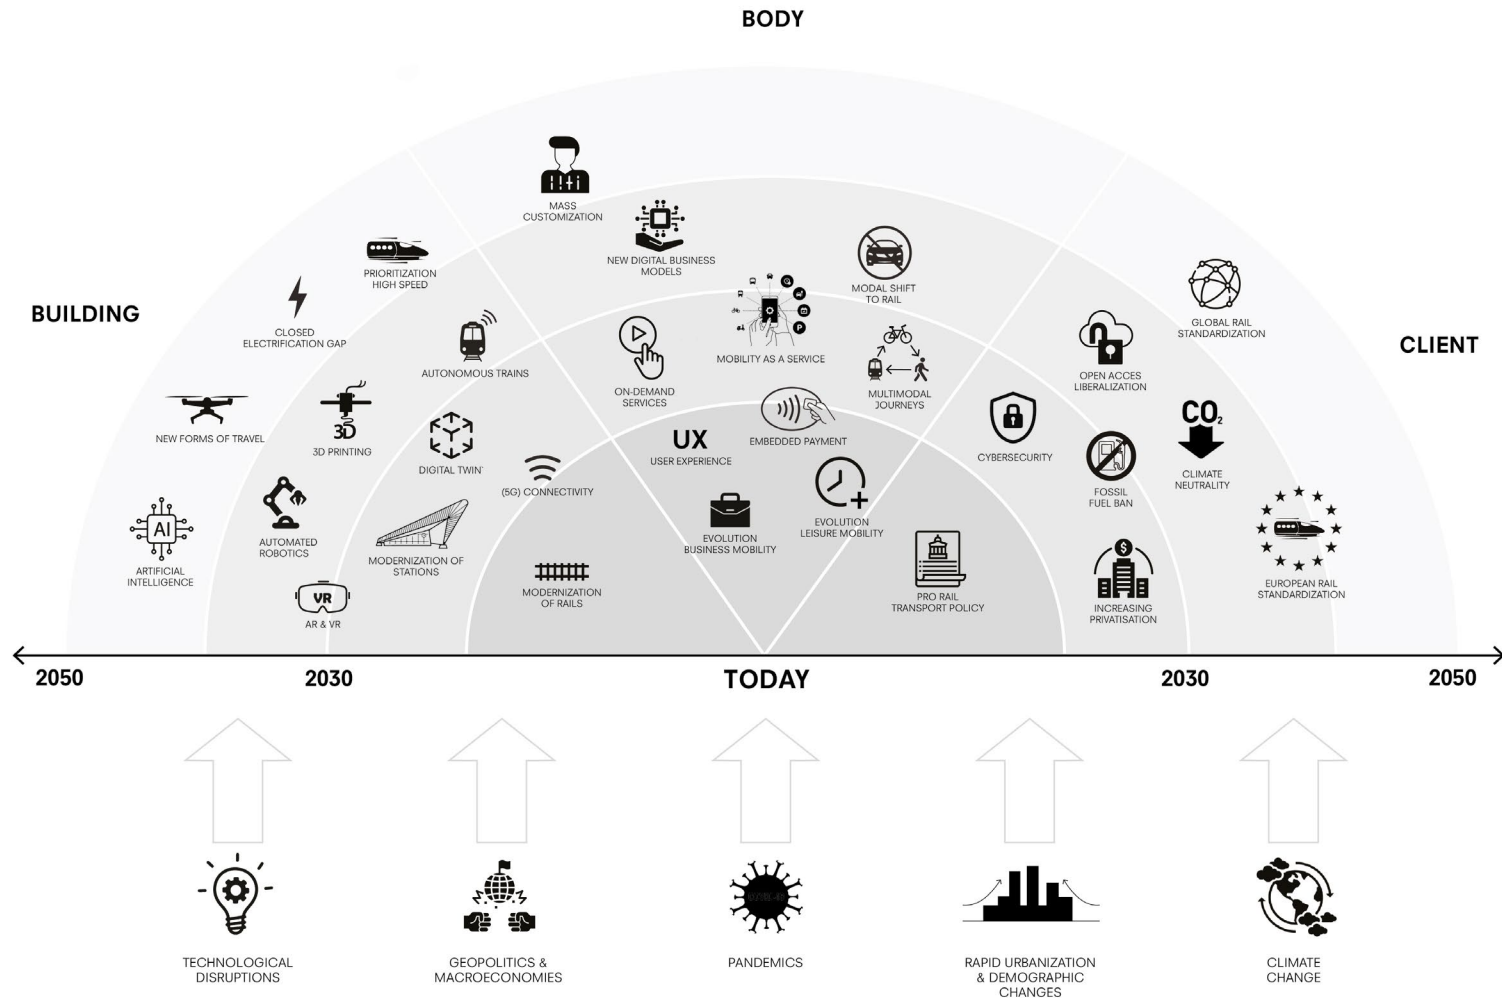 BODY
MASS
CUSTOMIZATION
NEW DIGITAL BUSINESS
MODELS
PRIORITIZATION
HIGH SPEED
MODAL SHIFT
TO RAIL
BUILDING
GLOBAL RAIL
STANDARDIZATION
CLOSED
ELECTRIFICATION GAP
CLIENT
AUTONOMOUS TRAINS
MOBILITY AS A SERVICE
P
OPEN ACCES
LIBERALIZATION
ON-DEMAND
SERVICES
MULTIMODAL
JOURNEYS
NEW FORMS OF TRAVEL
3D
3D PRINTING
DIGITAL TWIN
UX
USER EXPERIENCE
EMBEDDED PAYMENT
CYBERSECURITY
CO2
CLIMATE
NEUTRALITY
(5G) CONNECTIVITY
FOSSIL
FUEL BAN
AI
ARTIFICIAL
INTELLIGENCE
AUTOMATED
ROBOTICS
MODERNIZATION OF
STATIONS
EVOLUTION
BUSINESS MOBILITY
EVOLUTION
LEISURE MOBILITY
EUROPEAN RAIL
STANDARDIZATION
VR
AR & VR
MODERNIZATION
OF RAILS
PRO RAIL
TRANSPORT POLICY
$
INCREASING
PRIVATISATION
2050
2030
TODAY
2030
2050
TECHNOLOGICAL
DISRUPTIONS
GEOPOLITICS &
MACROECONOMIES
PANDEMICS
RAPID URBANIZATION
& DEMOGRAPHIC
CHANGES
CLIMATE
CHANGE